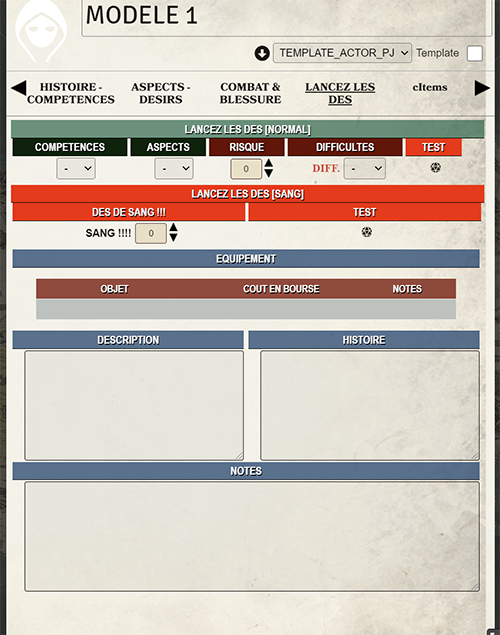 MODELE 1
TEMPLATE_ACTOR_PJ Template
HISTOIRE - COMPETENCES ASPECTS - DESIRS COMBAT & BLESSURE LANCEZ LES DES cItems
LANCEZ LES DES [NORMAL]
COMPETENCES ASPECTS RISQUE DIFFICULTES TEST
- - 0 DIFF. -
LANCEZ LES DES [SANG]
DES DE SANG !!! TEST
SANG !!!! 0
EQUIPEMENT
OBJET COUT EN BOURSE NOTES
DESCRIPTION HISTOIRE
NOTES